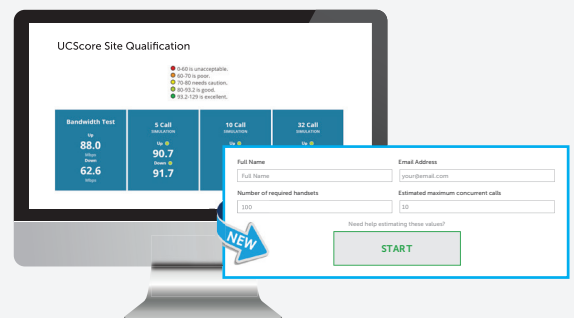 UCScore Site Qualification
0-60 is unacceptable.
60-70 is poor.
70-80 needs caution.
80-93.2 is good.
93.2-129 is excellent.
Bandwidth Test
Up
88.0
Mbps
Down
62.6
Mbps
5 Call
SIMULATION
Up
90.7
Down
91.7
10 Call
SIMULATION
Up
32 Call
SIMULATION
Up
Full Name
Email Address
Full Name
your@email.com
Number of required handsets
Estimated maximum concurrent calls
100
10
Need help estimating these values?
START
NEW